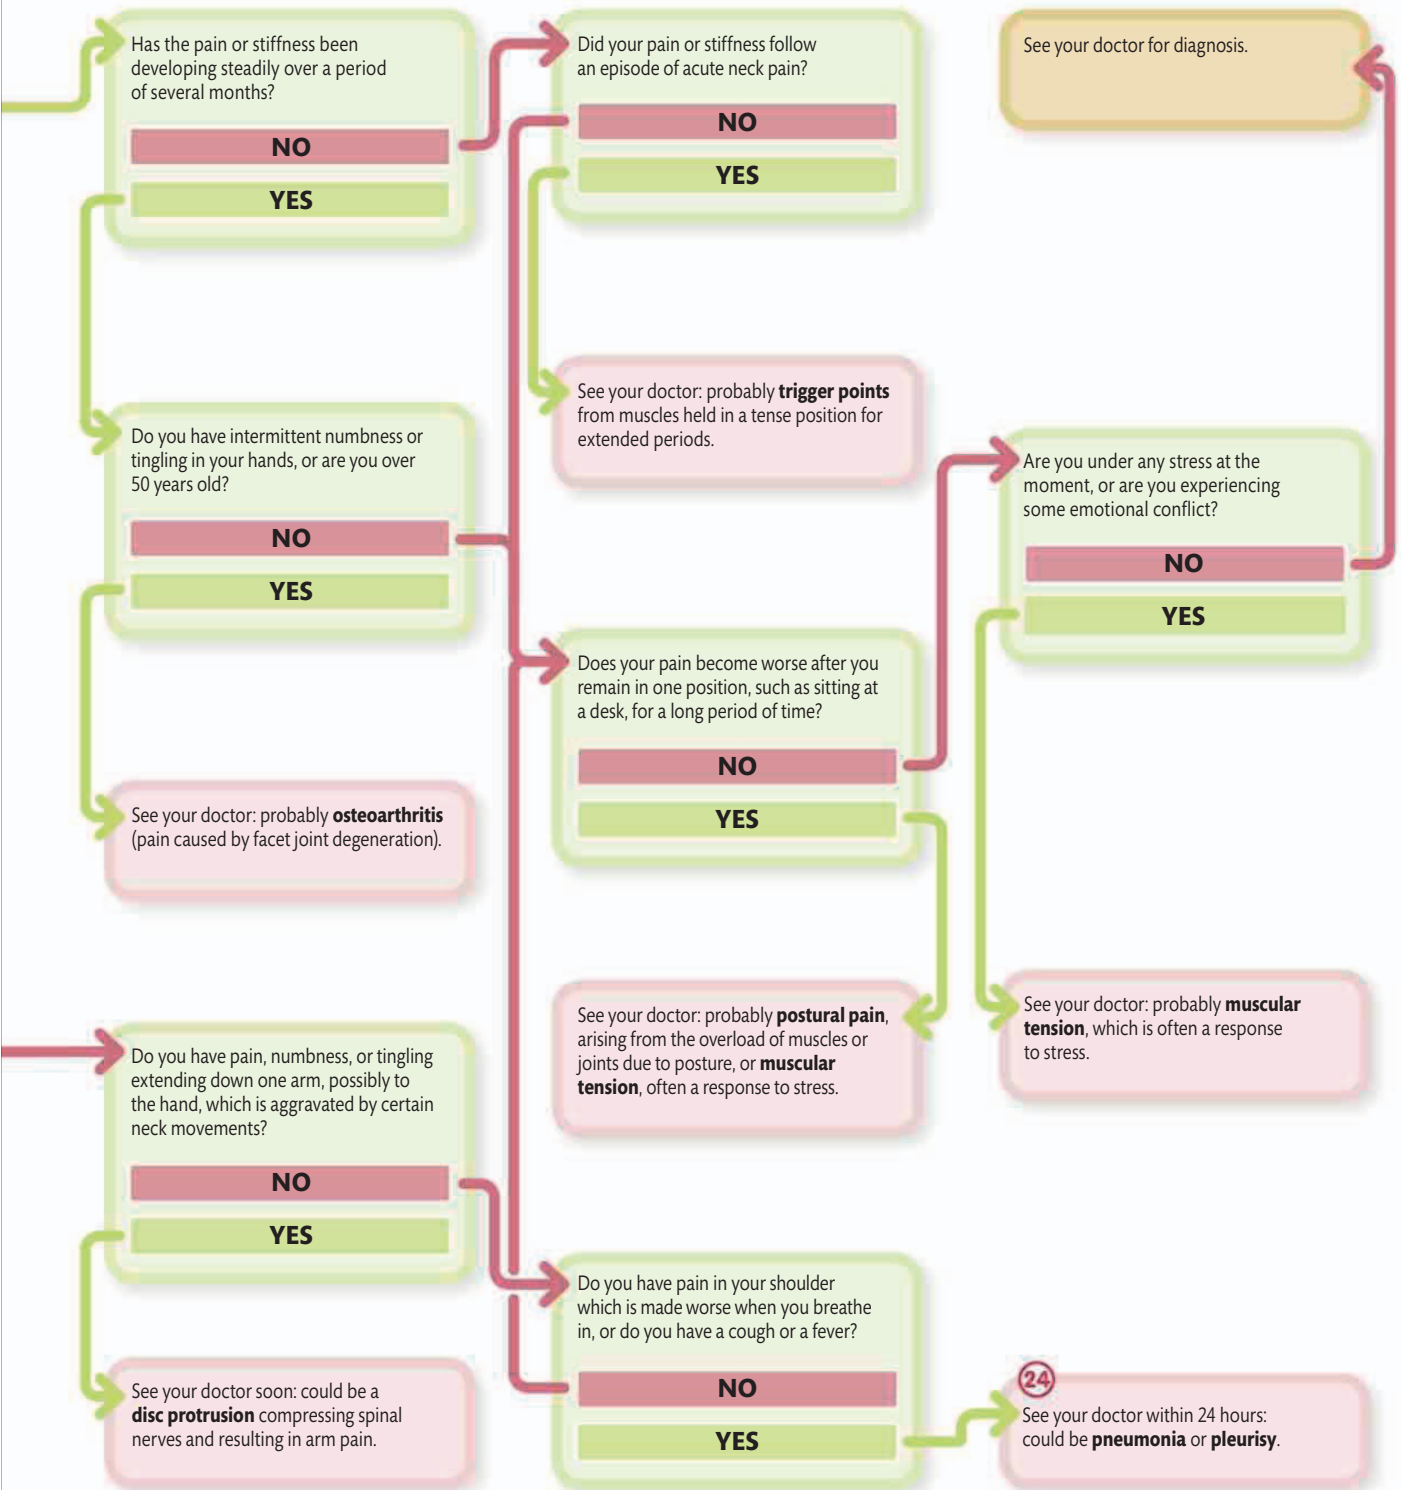 Has the pain or stiffness been
developing steadily over a period
of several months?
NO
YES
Did your pain or stiffness follow
an episode of acute neck pain?
NO
YES
See your doctor for diagnosis.
Do you have intermittent numbness or
tingling in your hands, or are you over
50 years old?
NO
YES
See your doctor: probably trigger points
from muscles held in a tense position for
extended periods.
Are you under any stress at the
moment, or are you experiencing
some emotional conflict?
NO
YES
Does your pain become worse after you
remain in one position, such as sitting at
a desk, for a long period of time?
NO
YES
See your doctor: probably osteoarthritis
(pain caused by facet joint degeneration).
See your doctor: probably postural pain,
arising from the overload of muscles or
joints due to posture, or muscular
tension, often a response to stress.
See your doctor: probably muscular
tension, which is often a response
to stress.
Do you have pain, numbness, or tingling
extending down one arm, possibly to
the hand, which is aggravated by certain
neck movements?
NO
YES
Do you have pain in your shoulder
which is made worse when you breathe
in, or do you have a cough or a fever?
NO
YES
See your doctor soon: could be a
disc protrusion compressing spinal
nerves and resulting in arm pain.
24
See your doctor within 24 hours:
could be pneumonia or pleurisy.